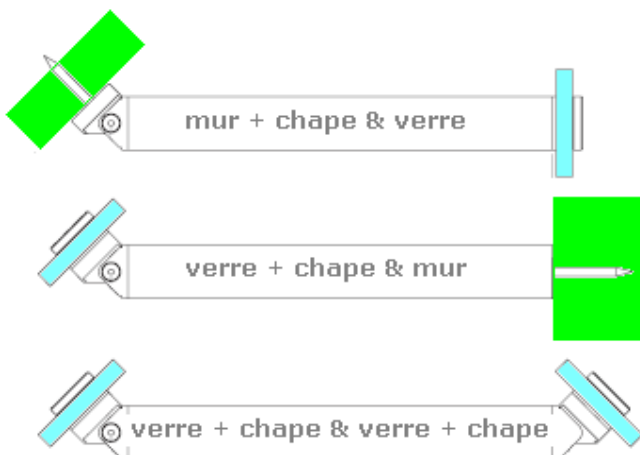 mur + chape & verre
verre + chape & mur
verre + chape & verre + chape